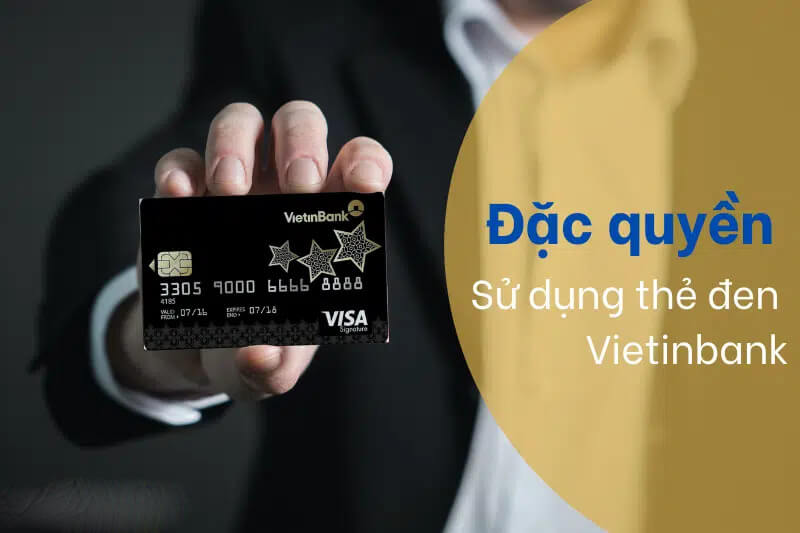 VietinBank
3305 9000 6666 8888
4185
VALID FROM 07/16 EXPIRES END 07/18
VISA
Signature
Đặc quyền
Sử dụng thẻ đen
Vietinbank